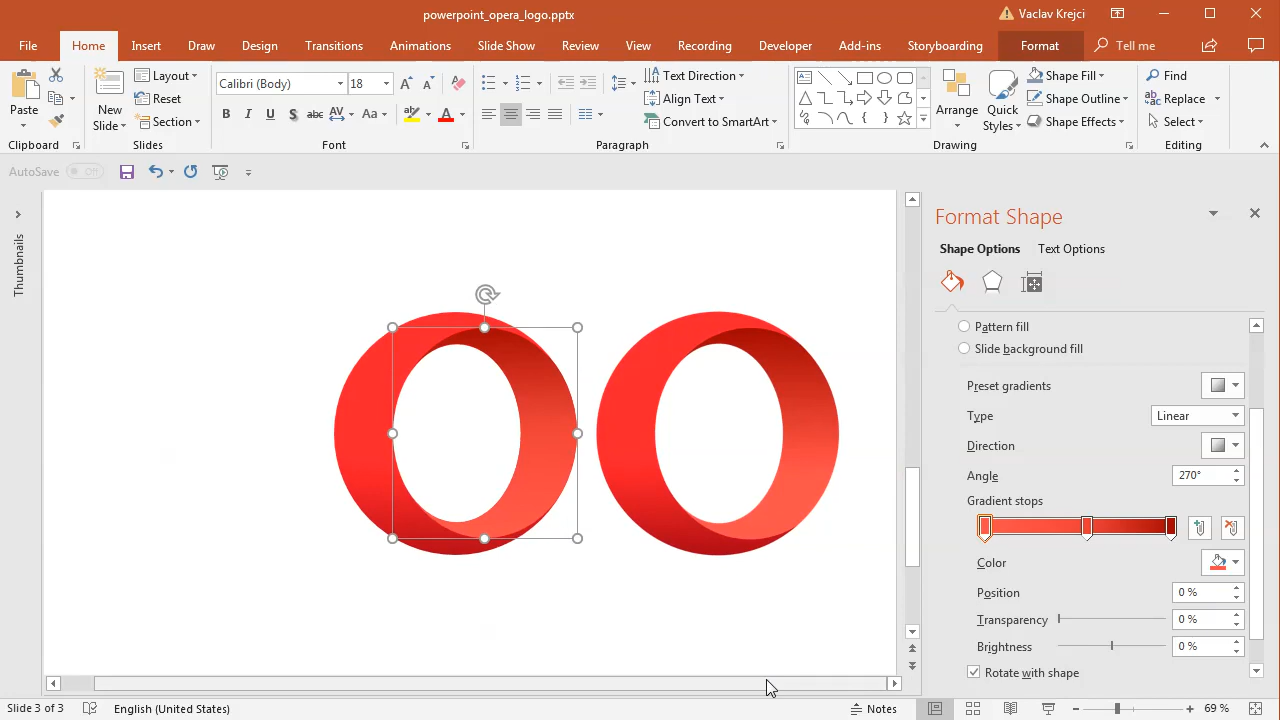 powerpoint_opera_logo.pptx
Vaclav Krejci
File Home Insert Draw Design Transitions Animations Slide Show Review View Recording Developer Add-ins Storyboarding Format Tell me
Paste
New
Slide
Layout
Reset
Section
Calibri (Body) 18
B I U S abc AV Aa A
Text Direction
Align Text
Convert to SmartArt
Arrange
Quick
Styles
Shape Fill
Shape Outline
Shape Effects
Find
Replace
Select
Clipboard Slides Font Paragraph Drawing Editing
AutoSave Off
Thumbnails
Format Shape
Shape Options Text Options
Pattern fill
Slide background fill
Preset gradients
Type Linear
Direction
Angle 270°
Gradient stops
Color
Position 0 %
Transparency 0 %
Brightness 0 %
Rotate with shape
Slide 3 of 3 English (United States) Notes 69 %